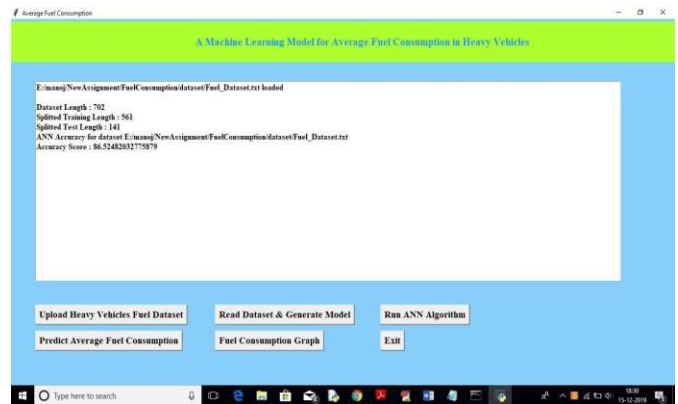 Average Fuel Consumption
A Machine Learning Model for Average Fuel Consumption in Heavy Vehicles
E:/manoj/NewAssignment/FuelConsumption/dataset/Fuel_Dataset.txt loaded
Dataset Length : 702
Splitted Training Length : 561
Splitted Test Length : 141
ANN Accuracy for dataset E:/manoj/NewAssignment/FuelConsumption/dataset/Fuel_Dataset.txt
Accuracy Score : 86.52482032775879
Upload Heavy Vehicles Fuel Dataset
Read Dataset & Generate Model
Run ANN Algorithm
Predict Average Fuel Consumption
Fuel Consumption Graph
Exit
Type here to search
18:30
15-12-2019